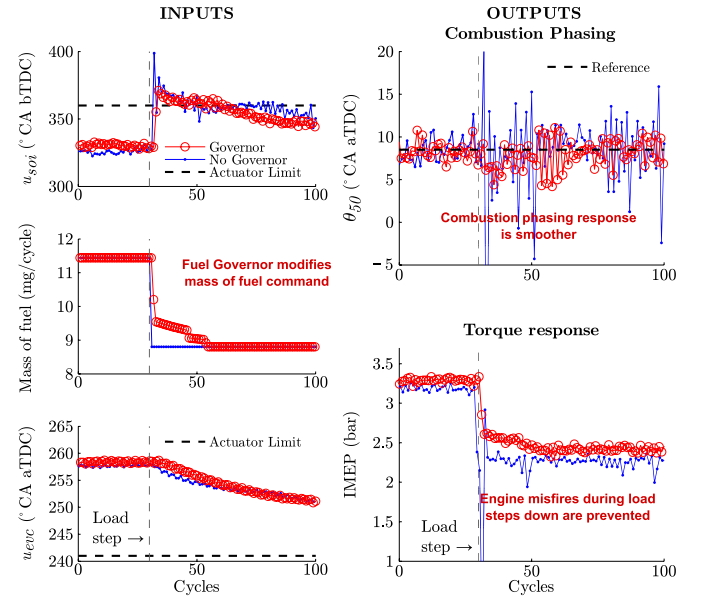 INPUTS
u_soi (° CA bTDC)
400
360
330
300
0
50
100
Governor
No Governor
Actuator Limit
Mass of fuel (mg/cycle)
12
11
10
9
8
0
50
100
Fuel Governor modifies
mass of fuel command
u_evc (° CA aTDC)
265
260
255
250
245
240
0
50
100
Actuator Limit
Load
step →
Cycles
OUTPUTS
Combustion Phasing
θ_50 (° CA aTDC)
20
15
10
5
0
−5
0
50
100
Reference
Combustion phasing response
is smoother
Torque response
IMEP (bar)
3.5
3
2.5
2
1.5
1
0
50
100
Engine misfires during load
steps down are prevented
Load
step →
Cycles